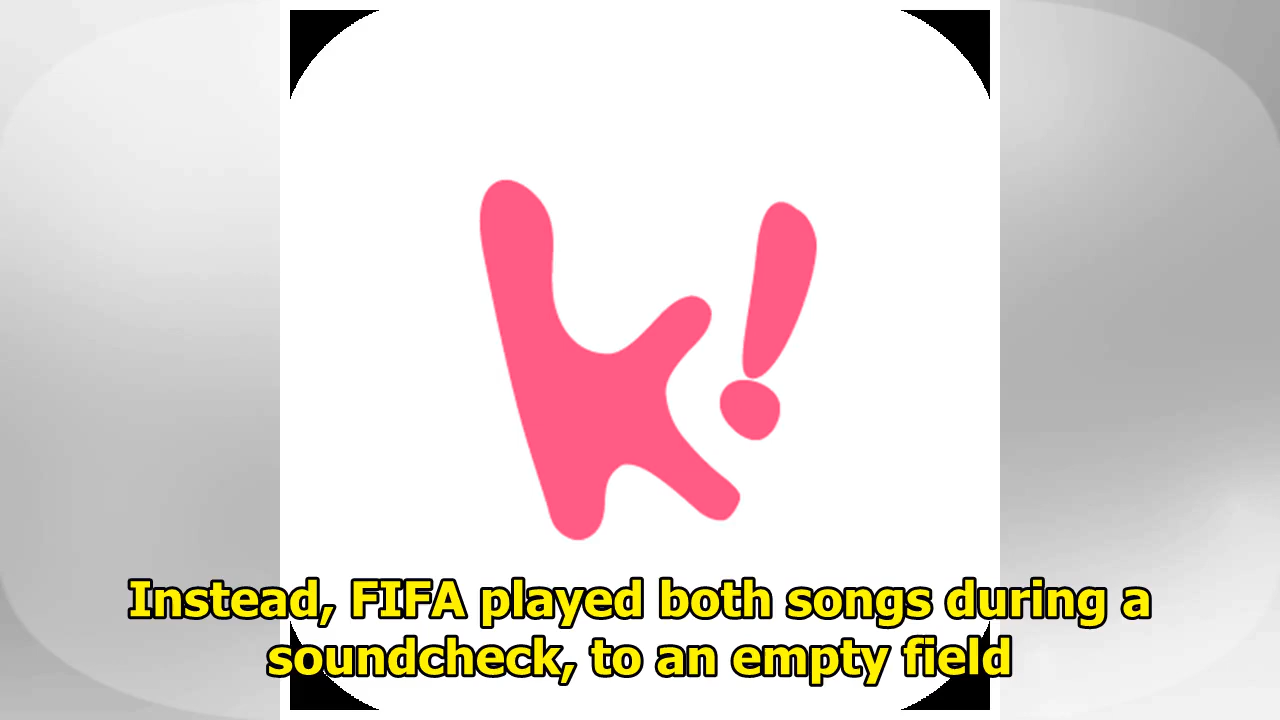 k!
Instead, FIFA played both songs during a
soundcheck, to an empty field